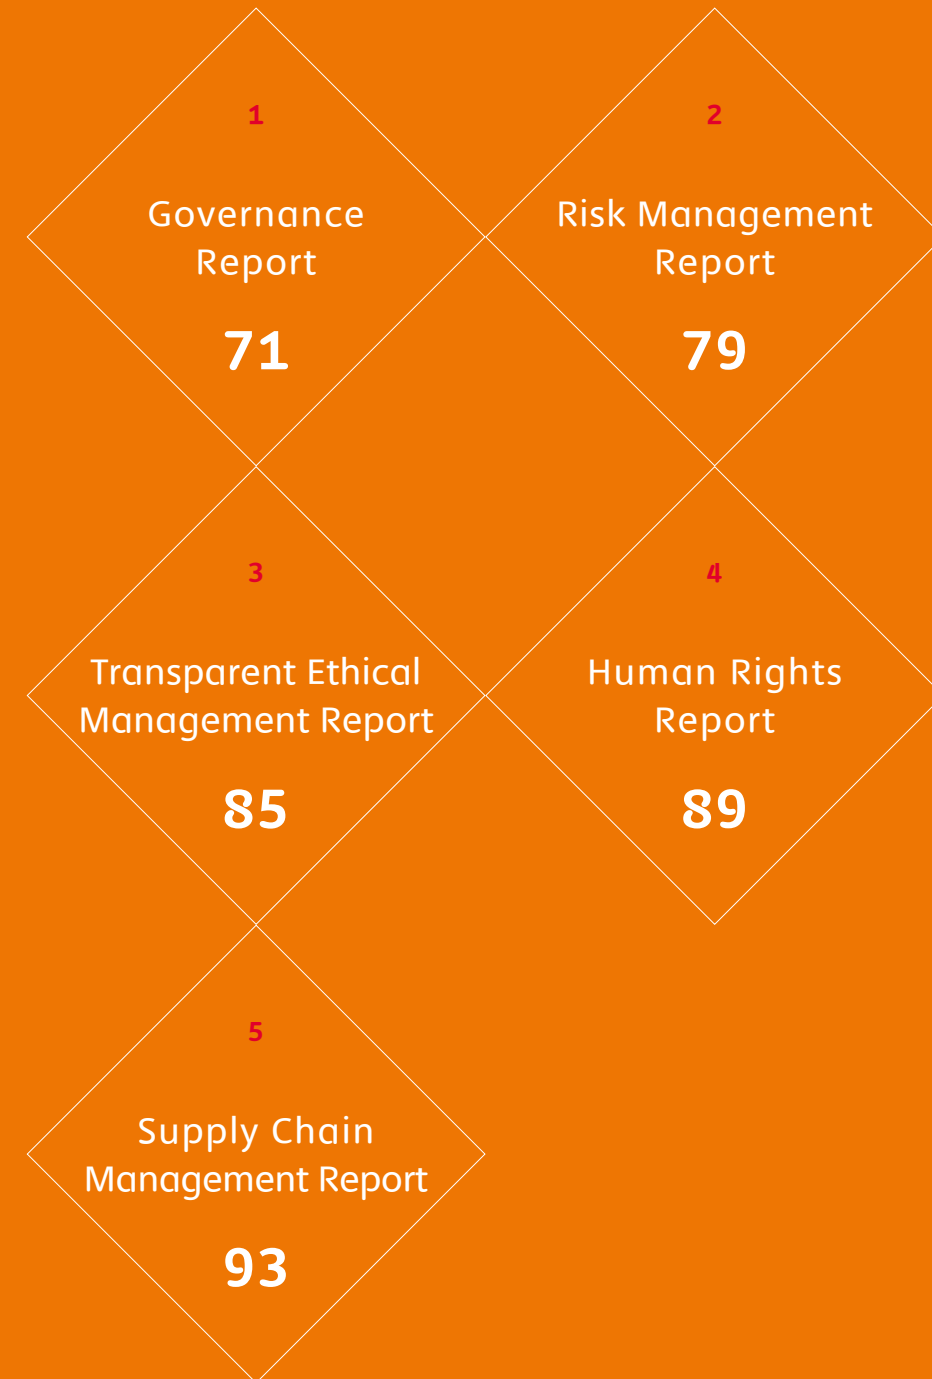 1
Governance
Report
71
2
Risk Management
Report
79
3
Transparent Ethical
Management Report
85
4
Human Rights
Report
89
5
Supply Chain
Management Report
93